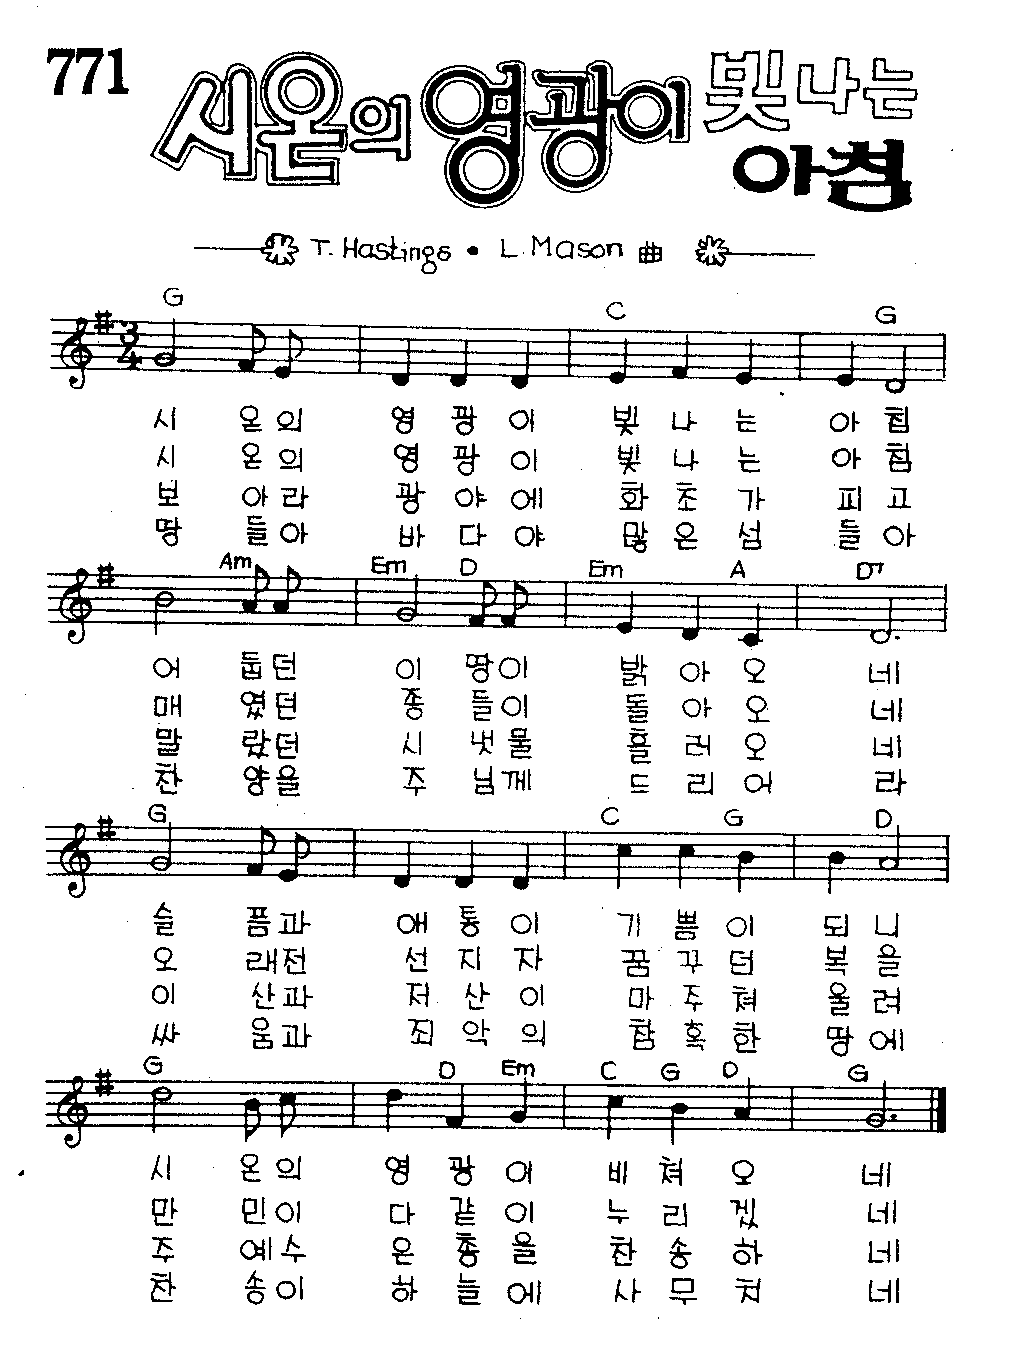 771
시온의 영광이 빛나는
아침
T. Hastings • L. Mason
G C G
3
4
시 온의 영 광 이 빛 나 는 아 침
시 온의 영 광 이 빛 나 는 아 침
보 아라 광 야 에 화 초 가 피 고
땅 들아 바 다 야 많 은 섬 들 아
Am Em D Em A D7
어 둡던 이 땅이 밝 아 오 네
매 였던 종 들이 돌 아 오 네
말 랐던 시 냇물 흘 러 오 네
찬 양을 주 님께 드 리 어 라
G C G D
슬 픔과 애 통 이 기 쁨 이 되 니
오 래전 선 지 자 꿈 꾸 던 복 을
이 산과 저 산 이 마 주 쳐 울 려
싸 움과 죄 악 의 참 혹 한 땅 에
G D Em C G D G
시 온의 영 광 이 비 쳐 오 네
만 민이 다 같 이 누 리 겠 네
주 예수 은 총 을 찬 송 하 네
찬 송이 하 늘 에 사 무 쳐 네